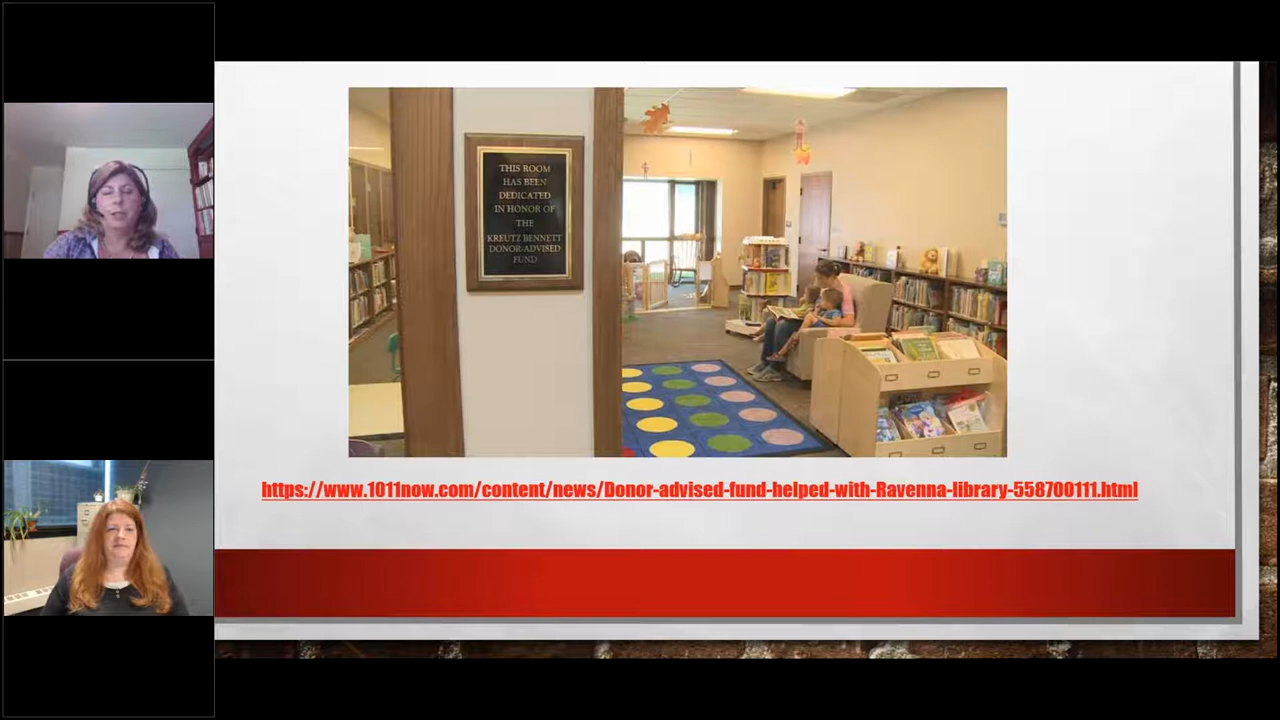 THIS ROOM
HAS BEEN
DEDICATED
IN HONOR OF
THE
KREUTZ BENNETT
DONOR-ADVISED
FUND
https://www.1011now.com/content/news/Donor-advised-fund-helped-with-Ravenna-library-558700111.html